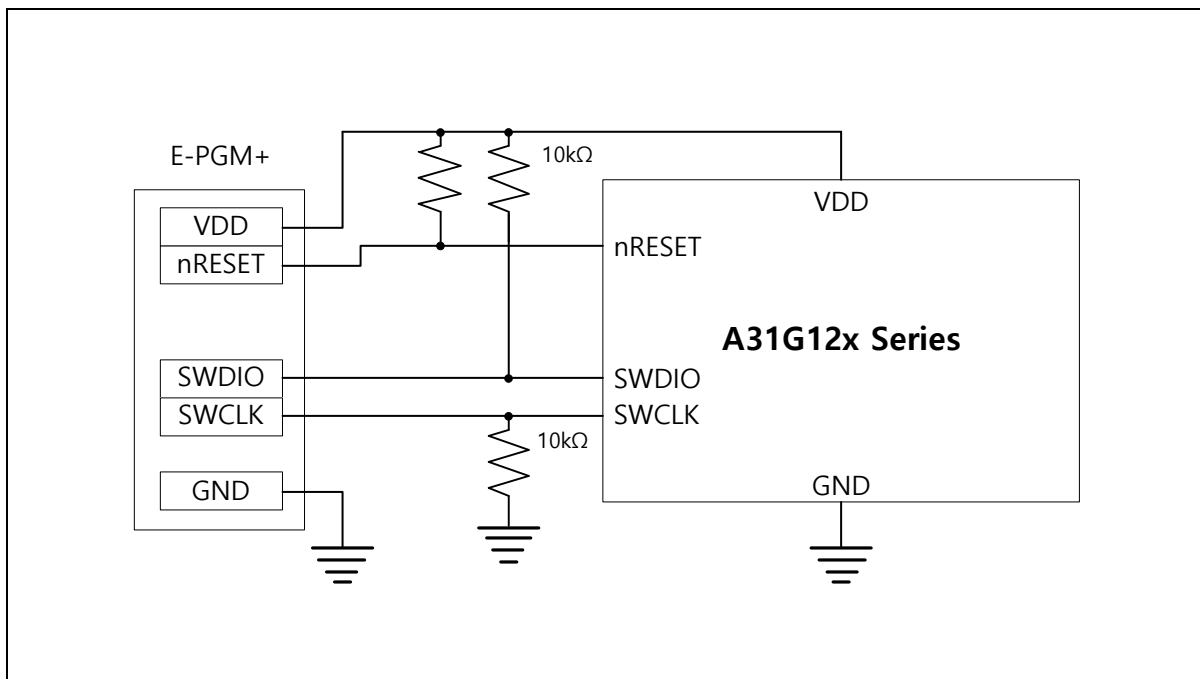 E-PGM+
10kΩ
VDD
VDD
nRESET
nRESET
A31G12x Series
SWDIO
SWDIO
SWCLK
SWCLK
10kΩ
GND
GND